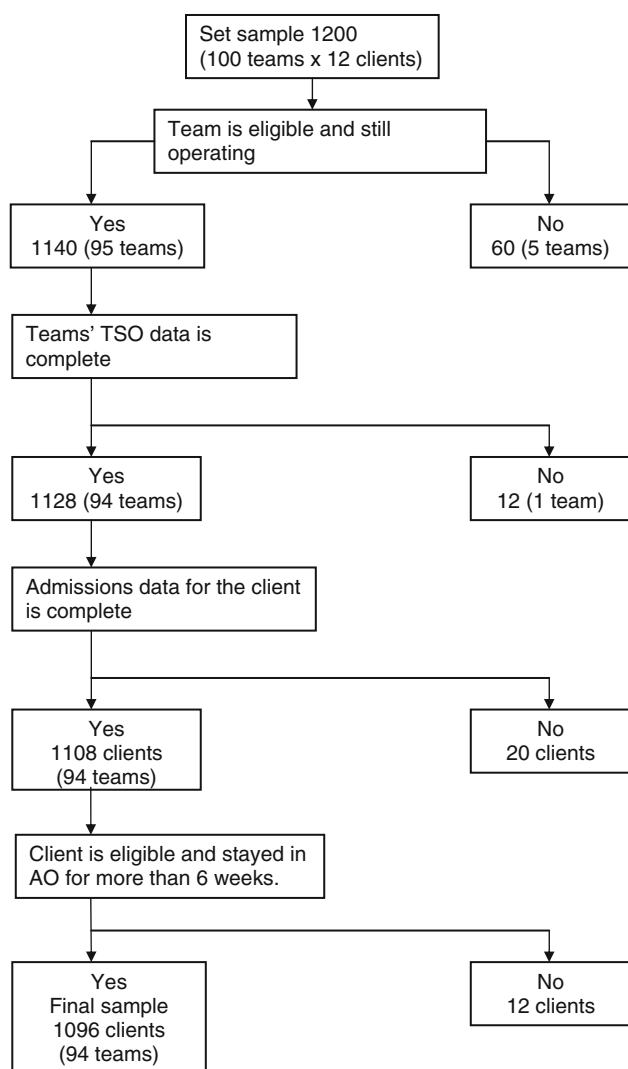 Set sample 1200
(100 teams x 12 clients)
Team is eligible and still
operating
Yes
1140 (95 teams)
No
60 (5 teams)
Teams’ TSO data is
complete
Yes
1128 (94 teams)
No
12 (1 team)
Admissions data for the client
is complete
Yes
1108 clients
(94 teams)
No
20 clients
Client is eligible and stayed in
AO for more than 6 weeks.
Yes
Final sample
1096 clients
(94 teams)
No
12 clients